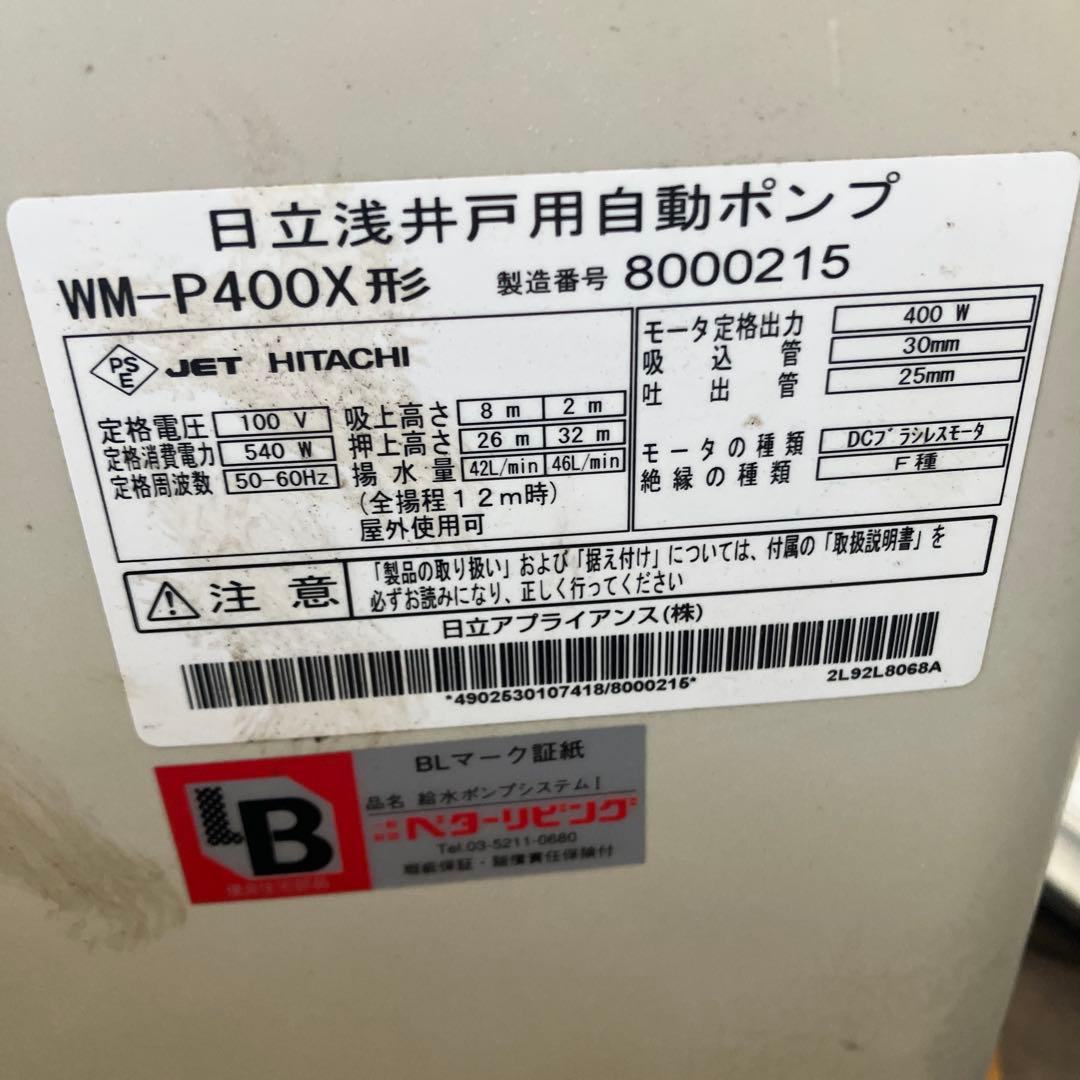 日立浅井戸用自動ポンプ
WM-P400X形 製造番号 8000215
PSE JET HITACHI
定格電圧 100 V
定格消費電力 540 W
定格周波数 50-60Hz
吸上高さ 8 m 2 m
押上高さ 26 m 32 m
揚水量 42L/min 46L/min
(全揚程12m時)
屋外使用可
モータ定格出力 400 W
吸込管 30mm
吐出管 25mm
モータの種類 DCブラシレスモータ
絶縁の種類 F種
注意
「製品の取り扱い」および「据え付け」については、付属の「取扱説明書」を
必ずお読みになり、正しく行ってください
日立アプライアンス(株)
*4902530107418/8000215*
2L92L8068A
BLマーク証紙
品名 給水ポンプシステムI
ベターリビング
Tel.03-5211-0680
瑕疵保証・賠償責任保険付
LB
優良住宅部品